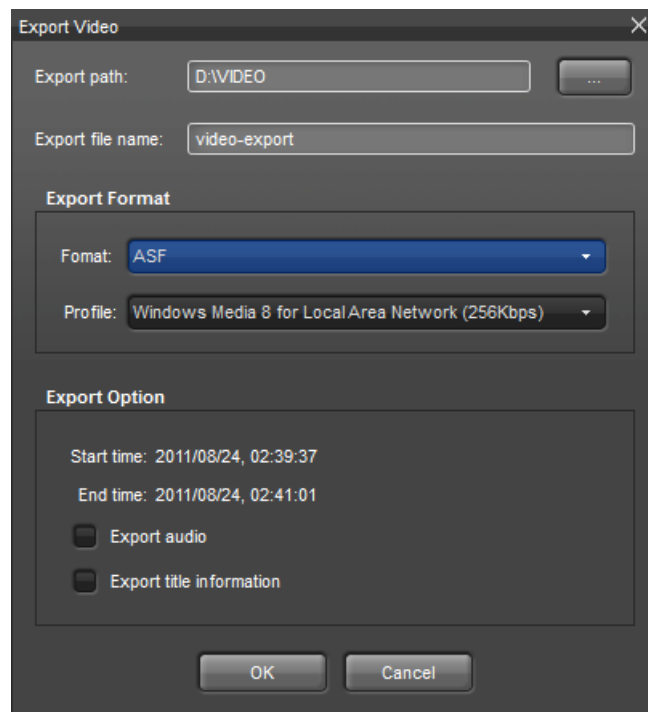 Export Video
Export path: D:\VIDEO ...
Export file name: video-export
Export Format
Fomat: ASF
Profile: Windows Media 8 for Local Area Network (256Kbps)
Export Option
Start time: 2011/08/24, 02:39:37
End time: 2011/08/24, 02:41:01
Export audio
Export title information
OK Cancel